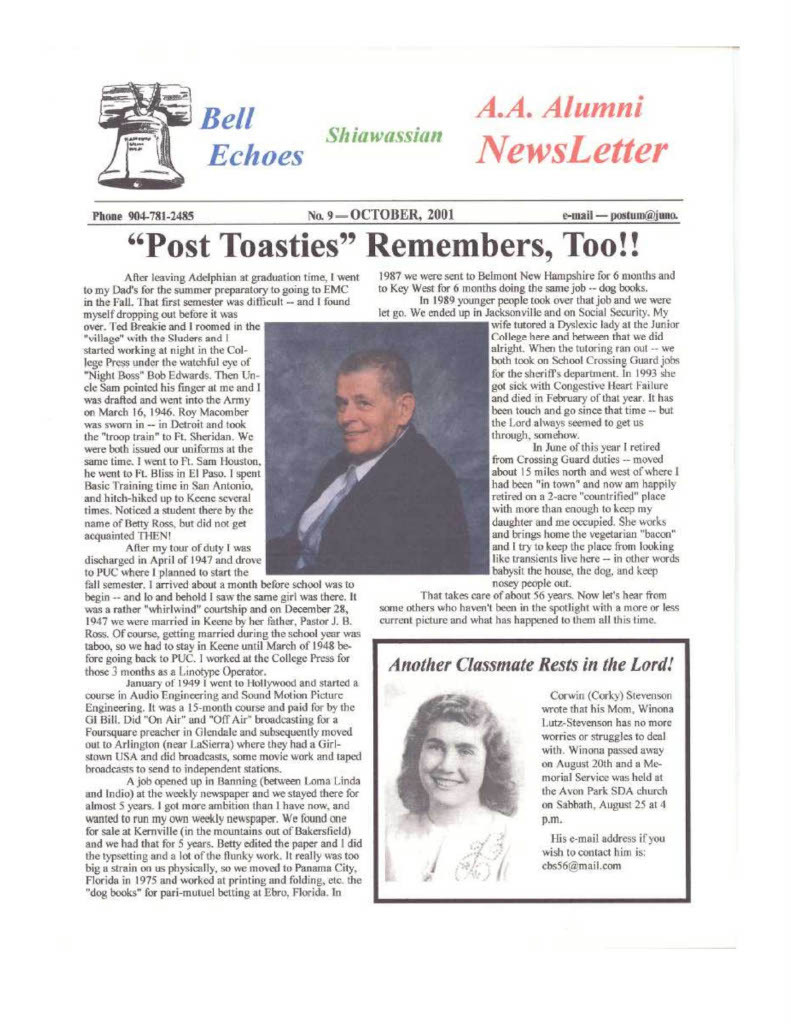 Bell
Echoes
Shiawassian
A.A. Alumni
NewsLetter
Phone 904-781-2485
No. 9 — OCTOBER, 2001
e-mail — postum@juno.
"Post Toasties" Remembers, Too!!
After leaving Adelphian at graduation time, I went
to my Dad's for the summer preparatory to going to EMC
in the Fall. That first semester was difficult -- and I found
myself dropping out before it was
over. Ted Breakie and I roomed in the
"village" with the Sluders and I
started working at night in the Col-
lege Press under the watchful eye of
"Night Boss" Bob Edwards. Then Un-
cle Sam pointed his finger at me and I
was drafted and went into the Army
on March 16, 1946. Roy Macomber
was sworn in -- in Detroit and took
the "troop train" to Ft. Sheridan. We
were both issued our uniforms at the
same time. I went to Ft. Sam Houston,
he went to Ft. Bliss in El Paso. I spent
Basic Training time in San Antonio,
and hitch-hiked up to Keene several
times. Noticed a student there by the
name of Betty Ross, but did not get
acquainted THEN!
After my tour of duty I was
discharged in April of 1947 and drove
to PUC where I planned to start the
fall semester. I arrived about a month before school was to
begin -- and lo and behold I saw the same girl was there. It
was a rather "whirlwind" courtship and on December 28,
1947 we were married in Keene by her father, Pastor J. B.
Ross. Of course, getting married during the school year was
taboo, so we had to stay in Keene until March of 1948 be-
fore going back to PUC. I worked at the College Press for
those 3 months as a Linotype Operator.
January of 1949 I went to Hollywood and started a
course in Audio Engineering and Sound Motion Picture
Engineering. It was a 15-month course and paid for by the
GI Bill. Did "On Air" and "Off Air" broadcasting for a
Foursquare preacher in Glendale and subsequently moved
out to Arlington (near LaSierra) where they had a Girl-
stown USA and did broadcasts, some movie work and taped
broadcasts to send to independent stations.
A job opened up in Banning (between Loma Linda
and Indio) at the weekly newspaper and we stayed there for
almost 5 years. I got more ambition than I have now, and
wanted to run my own weekly newspaper. We found one
for sale at Kernville (in the mountains out of Bakersfield)
and we had that for 5 years. Betty edited the paper and I did
the typsetting and a lot of the flunky work. It really was too
big a strain on us physically, so we moved to Panama City,
Florida in 1975 and worked at printing and folding, etc. the
"dog books" for pari-mutuel betting at Ebro, Florida. In
1987 we were sent to Belmont New Hampshire for 6 months and
to Key West for 6 months doing the same job -- dog books.
In 1989 younger people took over that job and we were
let go. We ended up in Jacksonville and on Social Security. My
wife tutored a Dyslexic lady at the Junior
College here and between that we did
alright. When the tutoring ran out -- we
both took on School Crossing Guard jobs
for the sheriff's department. In 1993 she
got sick with Congestive Heart Failure
and died in February of that year. It has
been touch and go since that time -- but
the Lord always seemed to get us
through, somehow.
In June of this year I retired
from Crossing Guard duties -- moved
about 15 miles north and west of where I
had been "in town" and now am happily
retired on a 2-acre "countrified" place
with more than enough to keep my
daughter and me occupied. She works
and brings home the vegetarian "bacon"
and I try to keep the place from looking
like transients live here -- in other words
babysit the house, the dog, and keep
nosey people out.
That takes care of about 56 years. Now let's hear from
some others who haven't been in the spotlight with a more or less
current picture and what has happened to them all this time.
Another Classmate Rests in the Lord!
Corwin (Corky) Stevenson
wrote that his Mom, Winona
Lutz-Stevenson has no more
worries or struggles to deal
with. Winona passed away
on August 20th and a Me-
morial Service was held at
the Avon Park SDA church
on Sabbath, August 25 at 4
p.m.
His e-mail address if you
wish to contact him is:
cbs56@mail.com